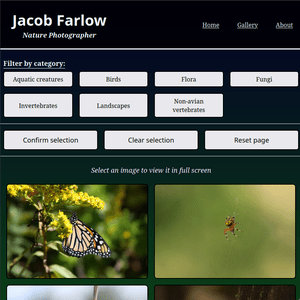 Jacob Farlow
Nature Photographer
Home Gallery About
Filter by category:
Aquatic creatures Birds Flora Fungi
Invertebrates Landscapes Non-avian
vertebrates
Confirm selection Clear selection Reset page
Select an image to view it in full screen